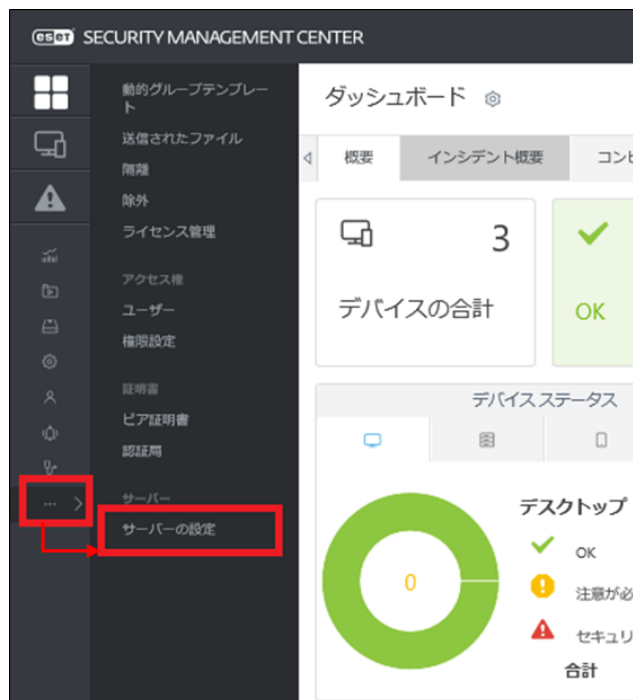 eset SECURITY MANAGEMENT CENTER
動的グループテンプレー
ト
送信されたファイル
隔離
除外
ライセンス管理
アクセス権
ユーザー
権限設定
証明書
ピア証明書
認証局
サーバー
サーバーの設定
ダッシュボード
概要
インシデント概要
コンピ
3
デバイスの合計
OK
デバイス ステータス
0
デスクトップ
OK
注意が必
セキュリ
合計